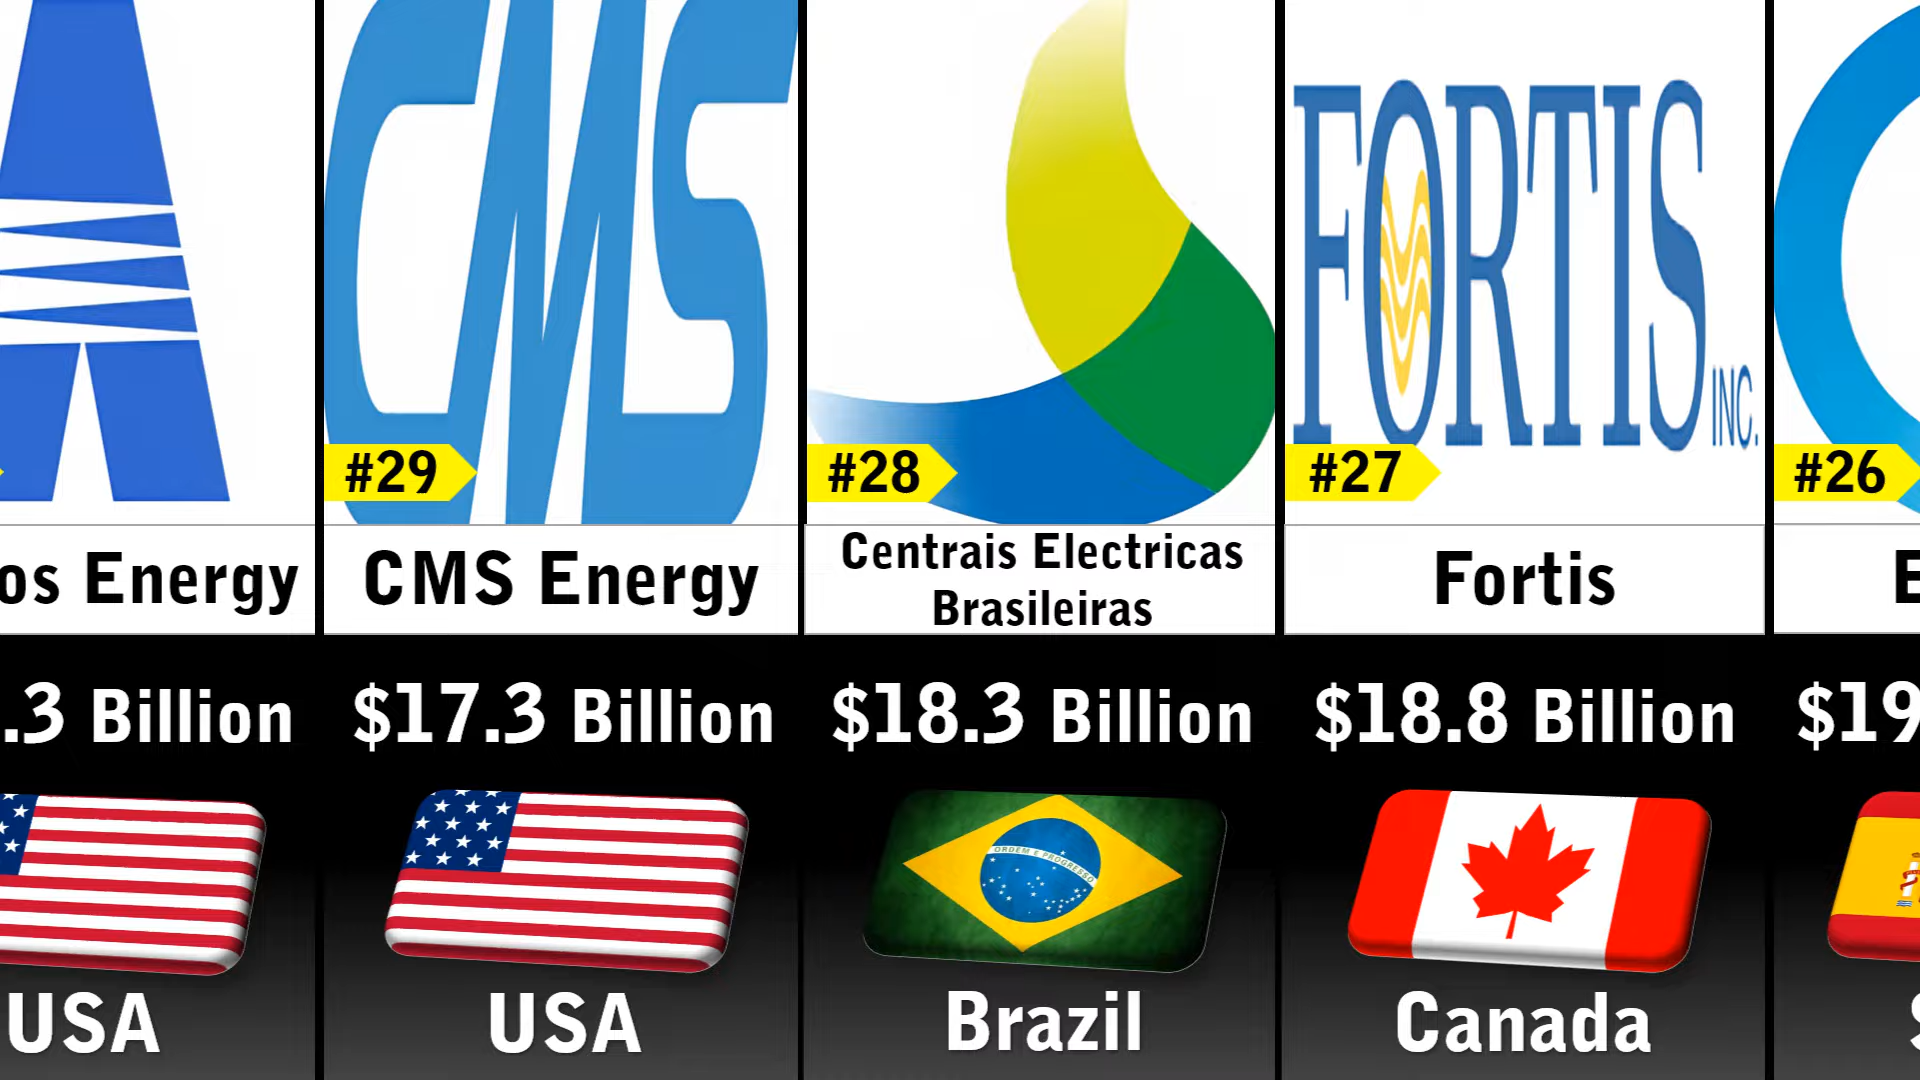 CMS
FORTIS
INC.
#29
#28
#27
#26
os Energy
CMS Energy
Centrais Electricas
Brasileiras
Fortis
E
.3 Billion
$17.3 Billion
$18.3 Billion
$18.8 Billion
$19
ORDEM E PROGRESSO
USA
USA
Brazil
Canada
S